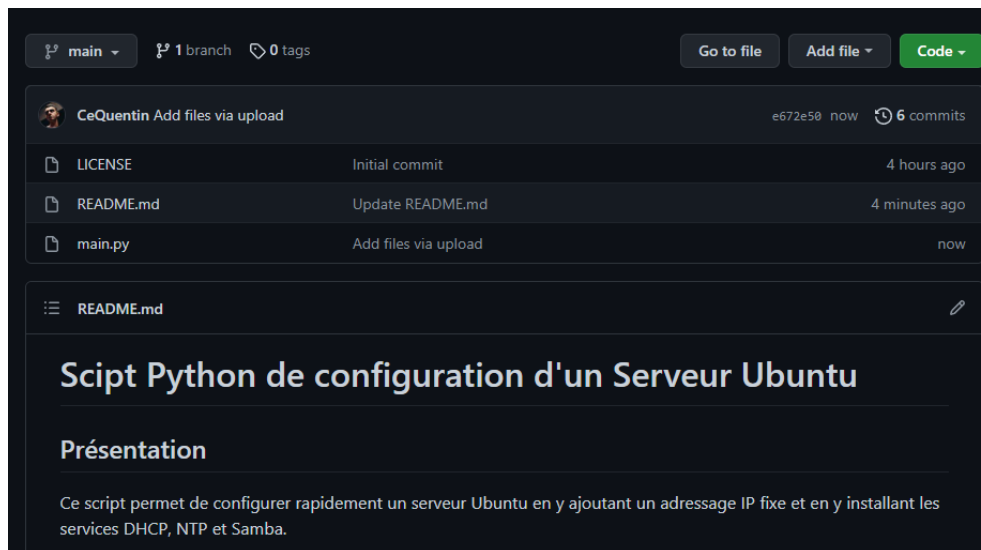 main 1 branch 0 tags Go to file Add file Code
CeQuentin Add files via upload e672e50 now 6 commits
LICENSE Initial commit 4 hours ago
README.md Update README.md 4 minutes ago
main.py Add files via upload now
README.md
Scipt Python de configuration d'un Serveur Ubuntu
Présentation
Ce script permet de configurer rapidement un serveur Ubuntu en y ajoutant un adressage IP fixe et en y installant les
services DHCP, NTP et Samba.